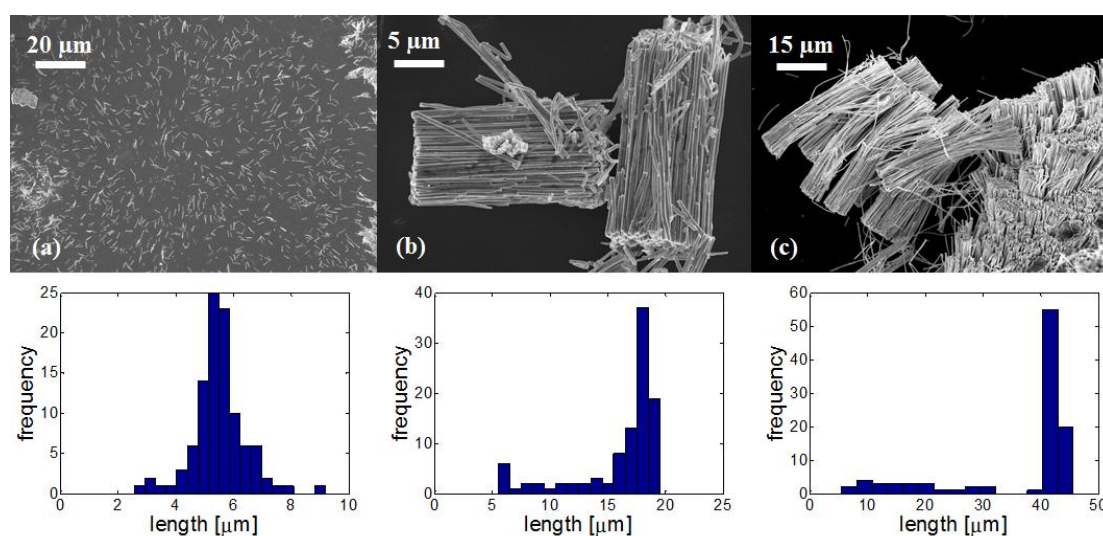 20 μm
5 μm
15 μm
(a)
(b)
(c)
25
20
15
10
5
0
frequency
0 2 4 6 8 10
length [μm]
40
30
20
10
0
frequency
0 5 10 15 20 25
length [μm]
60
50
40
30
20
10
0
frequency
0 10 20 30 40 50
length [μm]